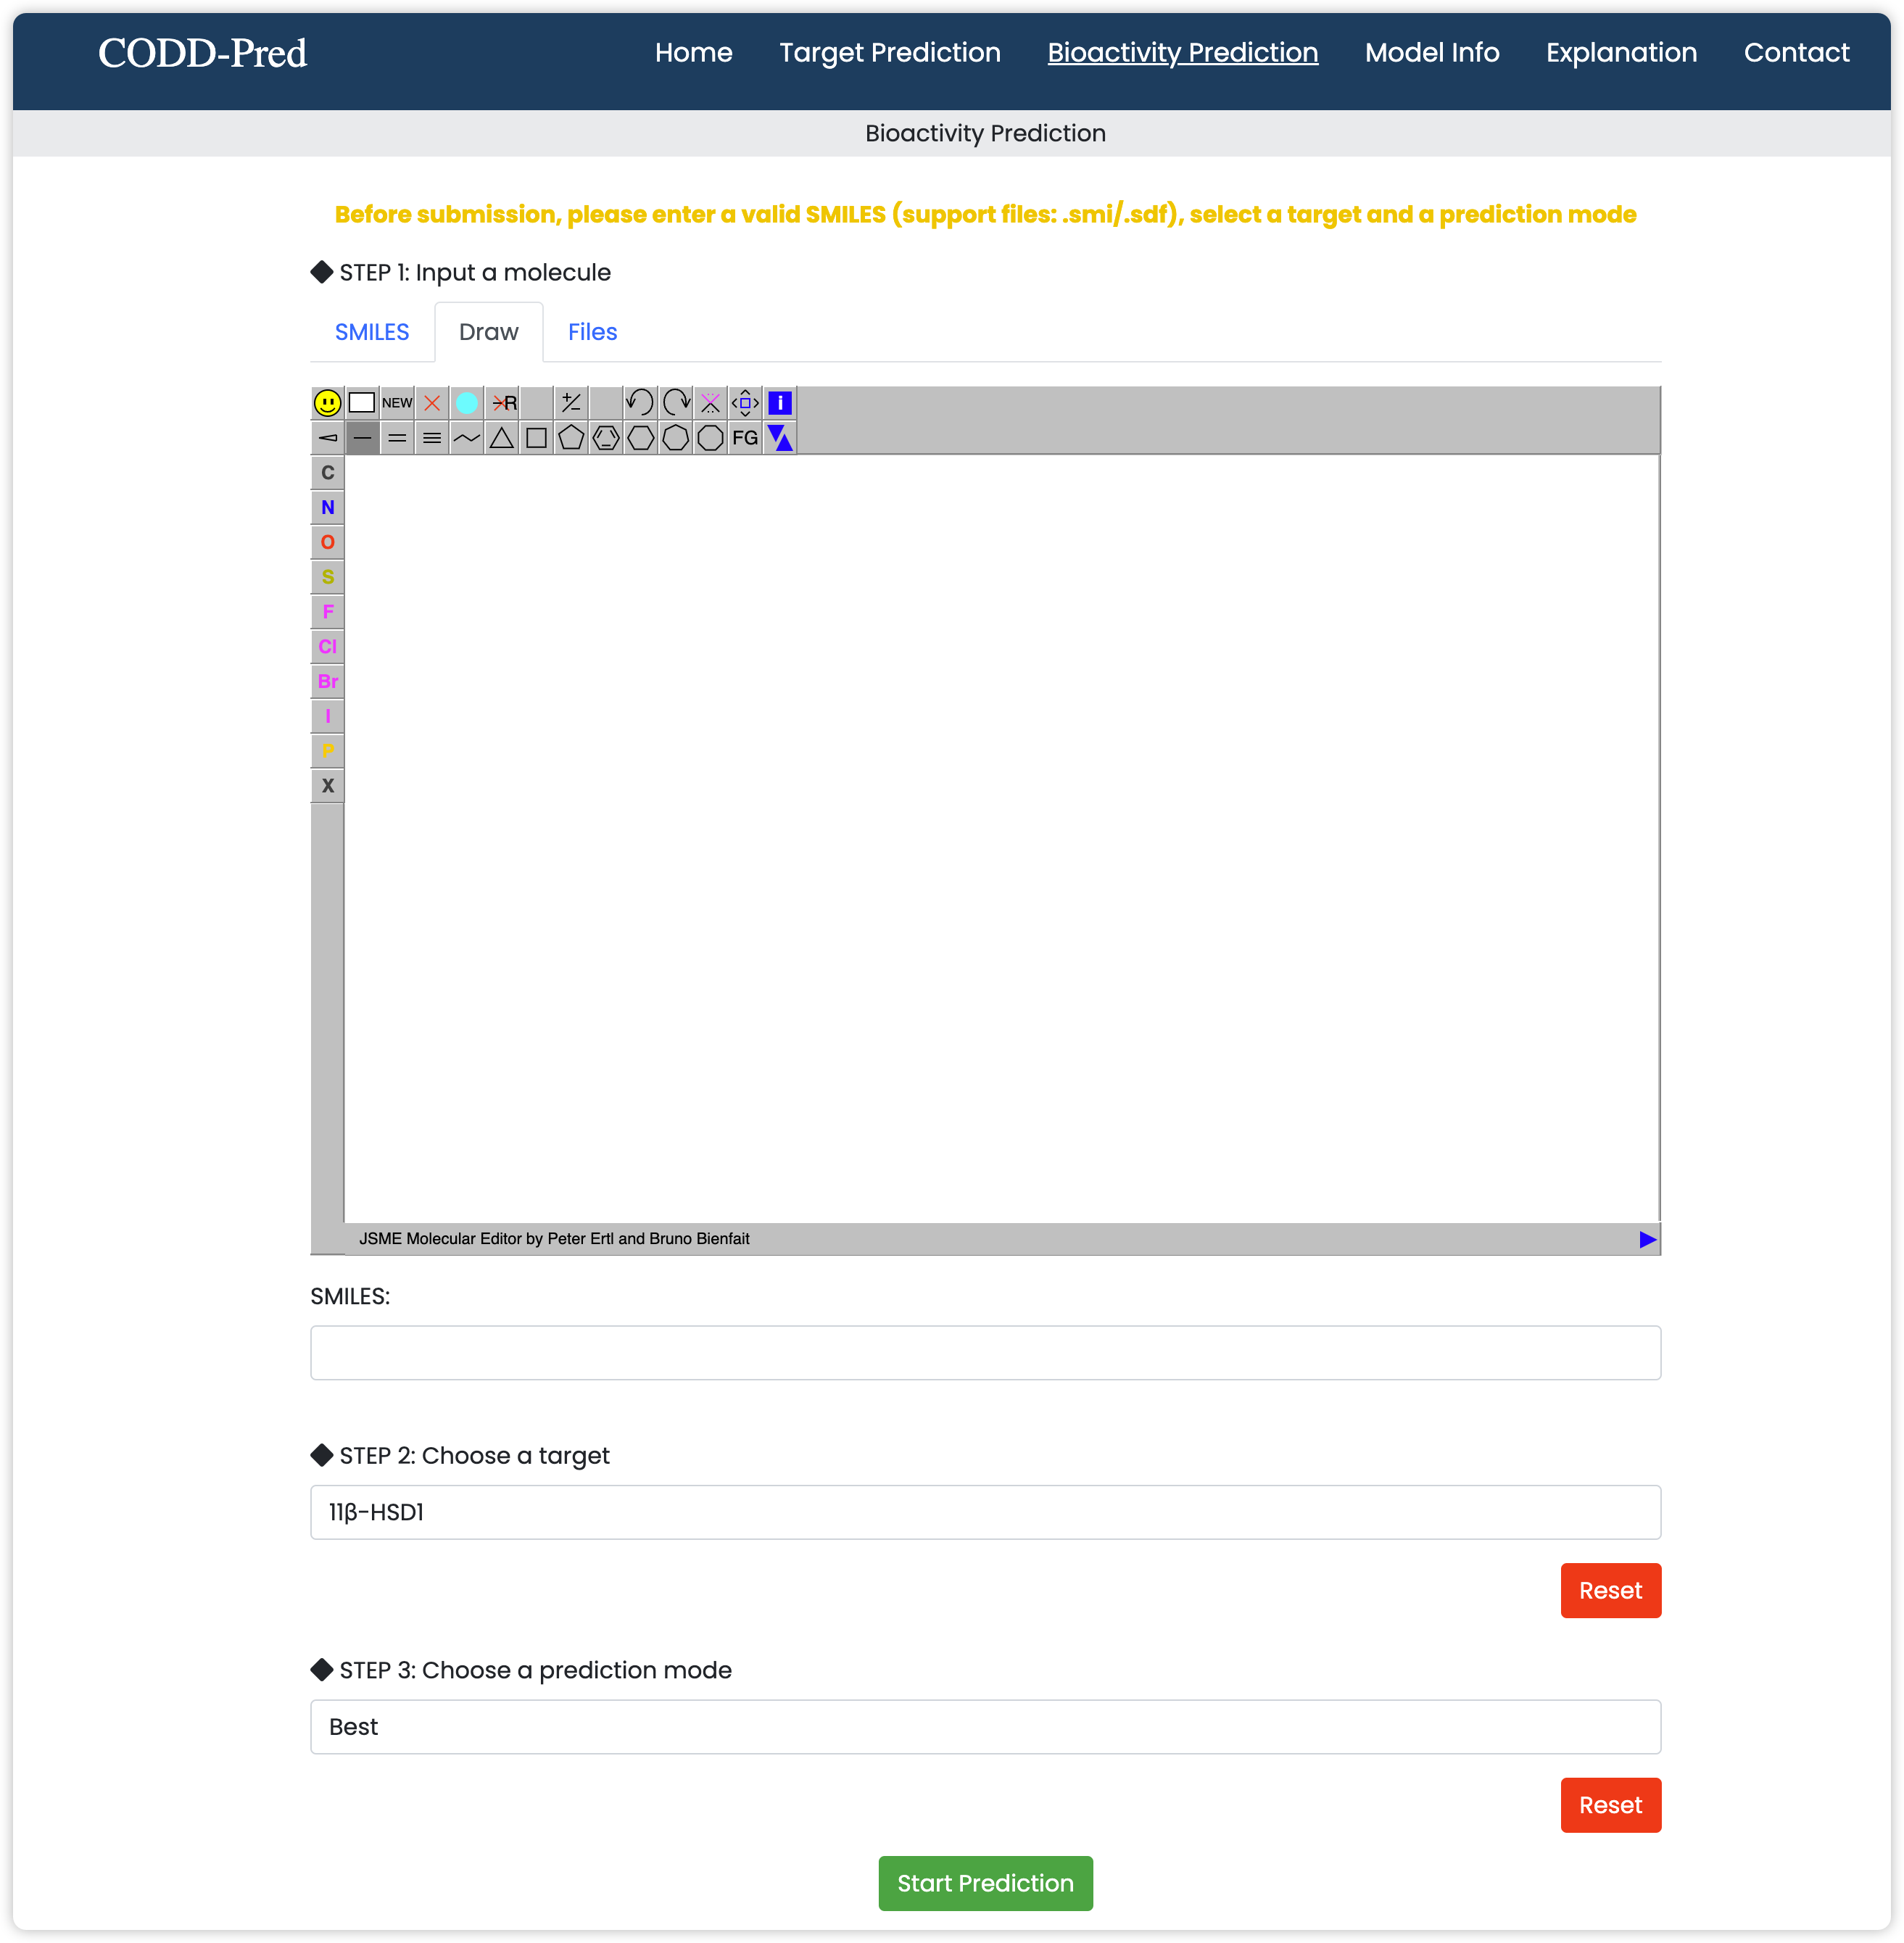 CODD-Pred
Home Target Prediction Bioactivity Prediction Model Info Explanation Contact
Bioactivity Prediction
Before submission, please enter a valid SMILES (support files: .smi/.sdf), select a target and a prediction mode
STEP 1: Input a molecule
SMILES Draw Files
NEW R i
FG
C
N
O
S
F
Cl
Br
I
P
X
JSME Molecular Editor by Peter Ertl and Bruno Bienfait
SMILES:
STEP 2: Choose a target
11β-HSD1
Reset
STEP 3: Choose a prediction mode
Best
Reset
Start Prediction